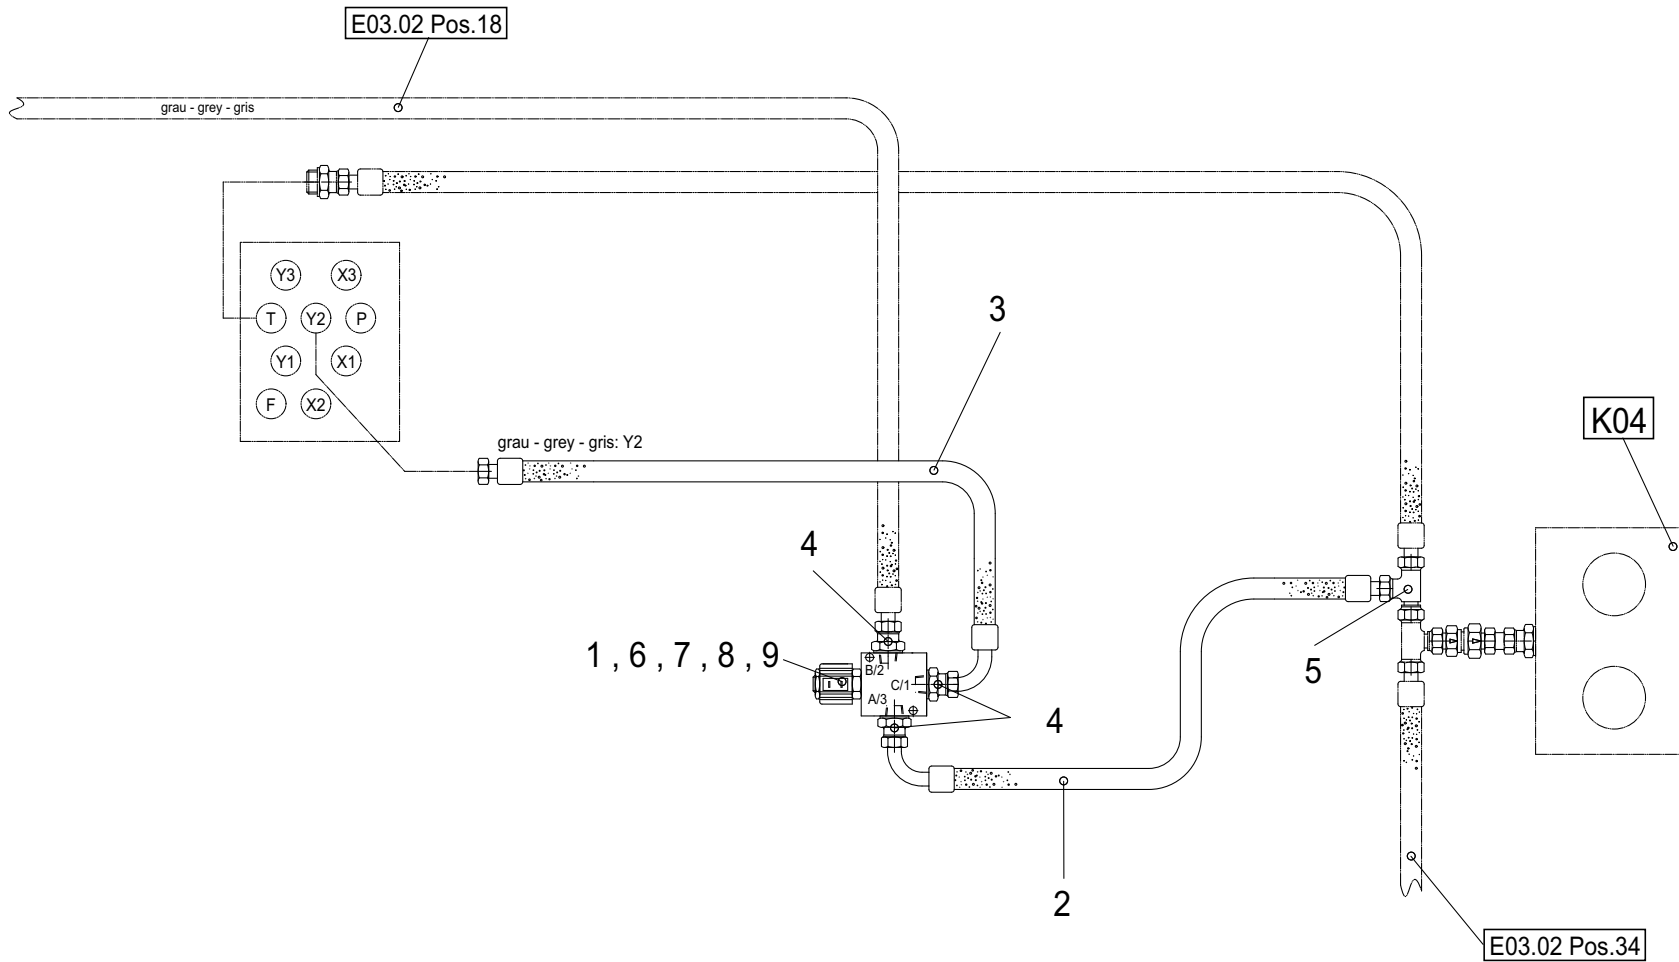 E03.02 Pos.18
grau - grey - gris
Y3 X3
T Y2 P
Y1 X1
F X2
3
grau - grey - gris: Y2
K04
4
1 , 6 , 7 , 8 , 9
B/2
C/1
A/3
5
4
2
E03.02 Pos.34